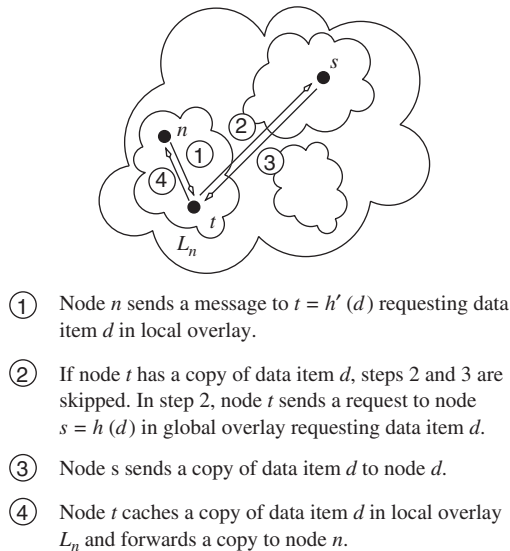 s
n
2
1
3
4
t
Lₙ
① Node n sends a message to t = h′ (d) requesting data
item d in local overlay.
② If node t has a copy of data item d, steps 2 and 3 are
skipped. In step 2, node t sends a request to node
s = h (d) in global overlay requesting data item d.
③ Node s sends a copy of data item d to node d.
④ Node t caches a copy of data item d in local overlay
Lₙ and forwards a copy to node n.